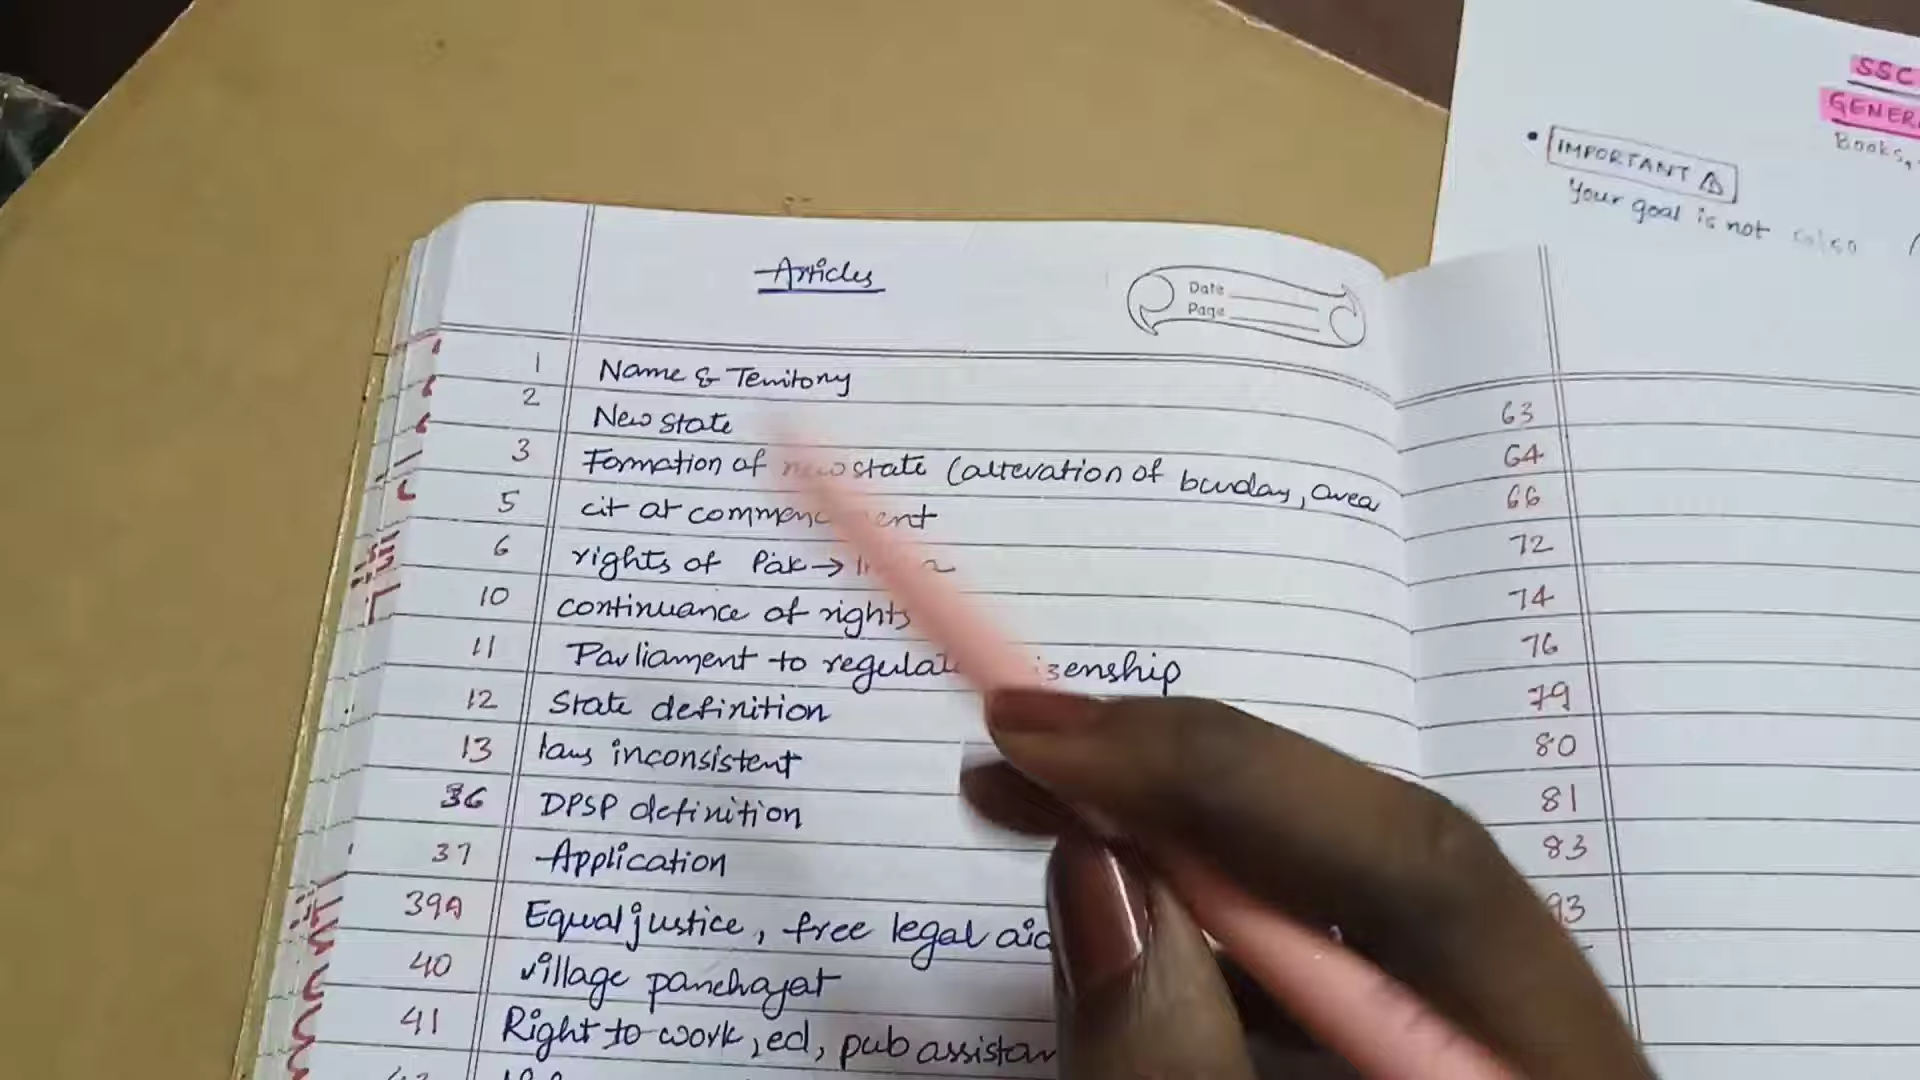 Articles
Date
Page
1 Name & Territory
2 New state
3 Formation of new state (alteration of bunday, area
5 cit at commencement
6 rights of Pak →
10 continuance of rights
11 Parliament to regulate
12 State definition
13 laws inconsistent
36 DPSP definition
37 Application
39A Equal justice, free legal aid
40 village panchayat
41 Right to work, ed, pub assistan
63
64
66
72
74
76
79
80
81
83
93
SSC
GENER
Books,
• IMPORTANT ⚠
Your goal is not